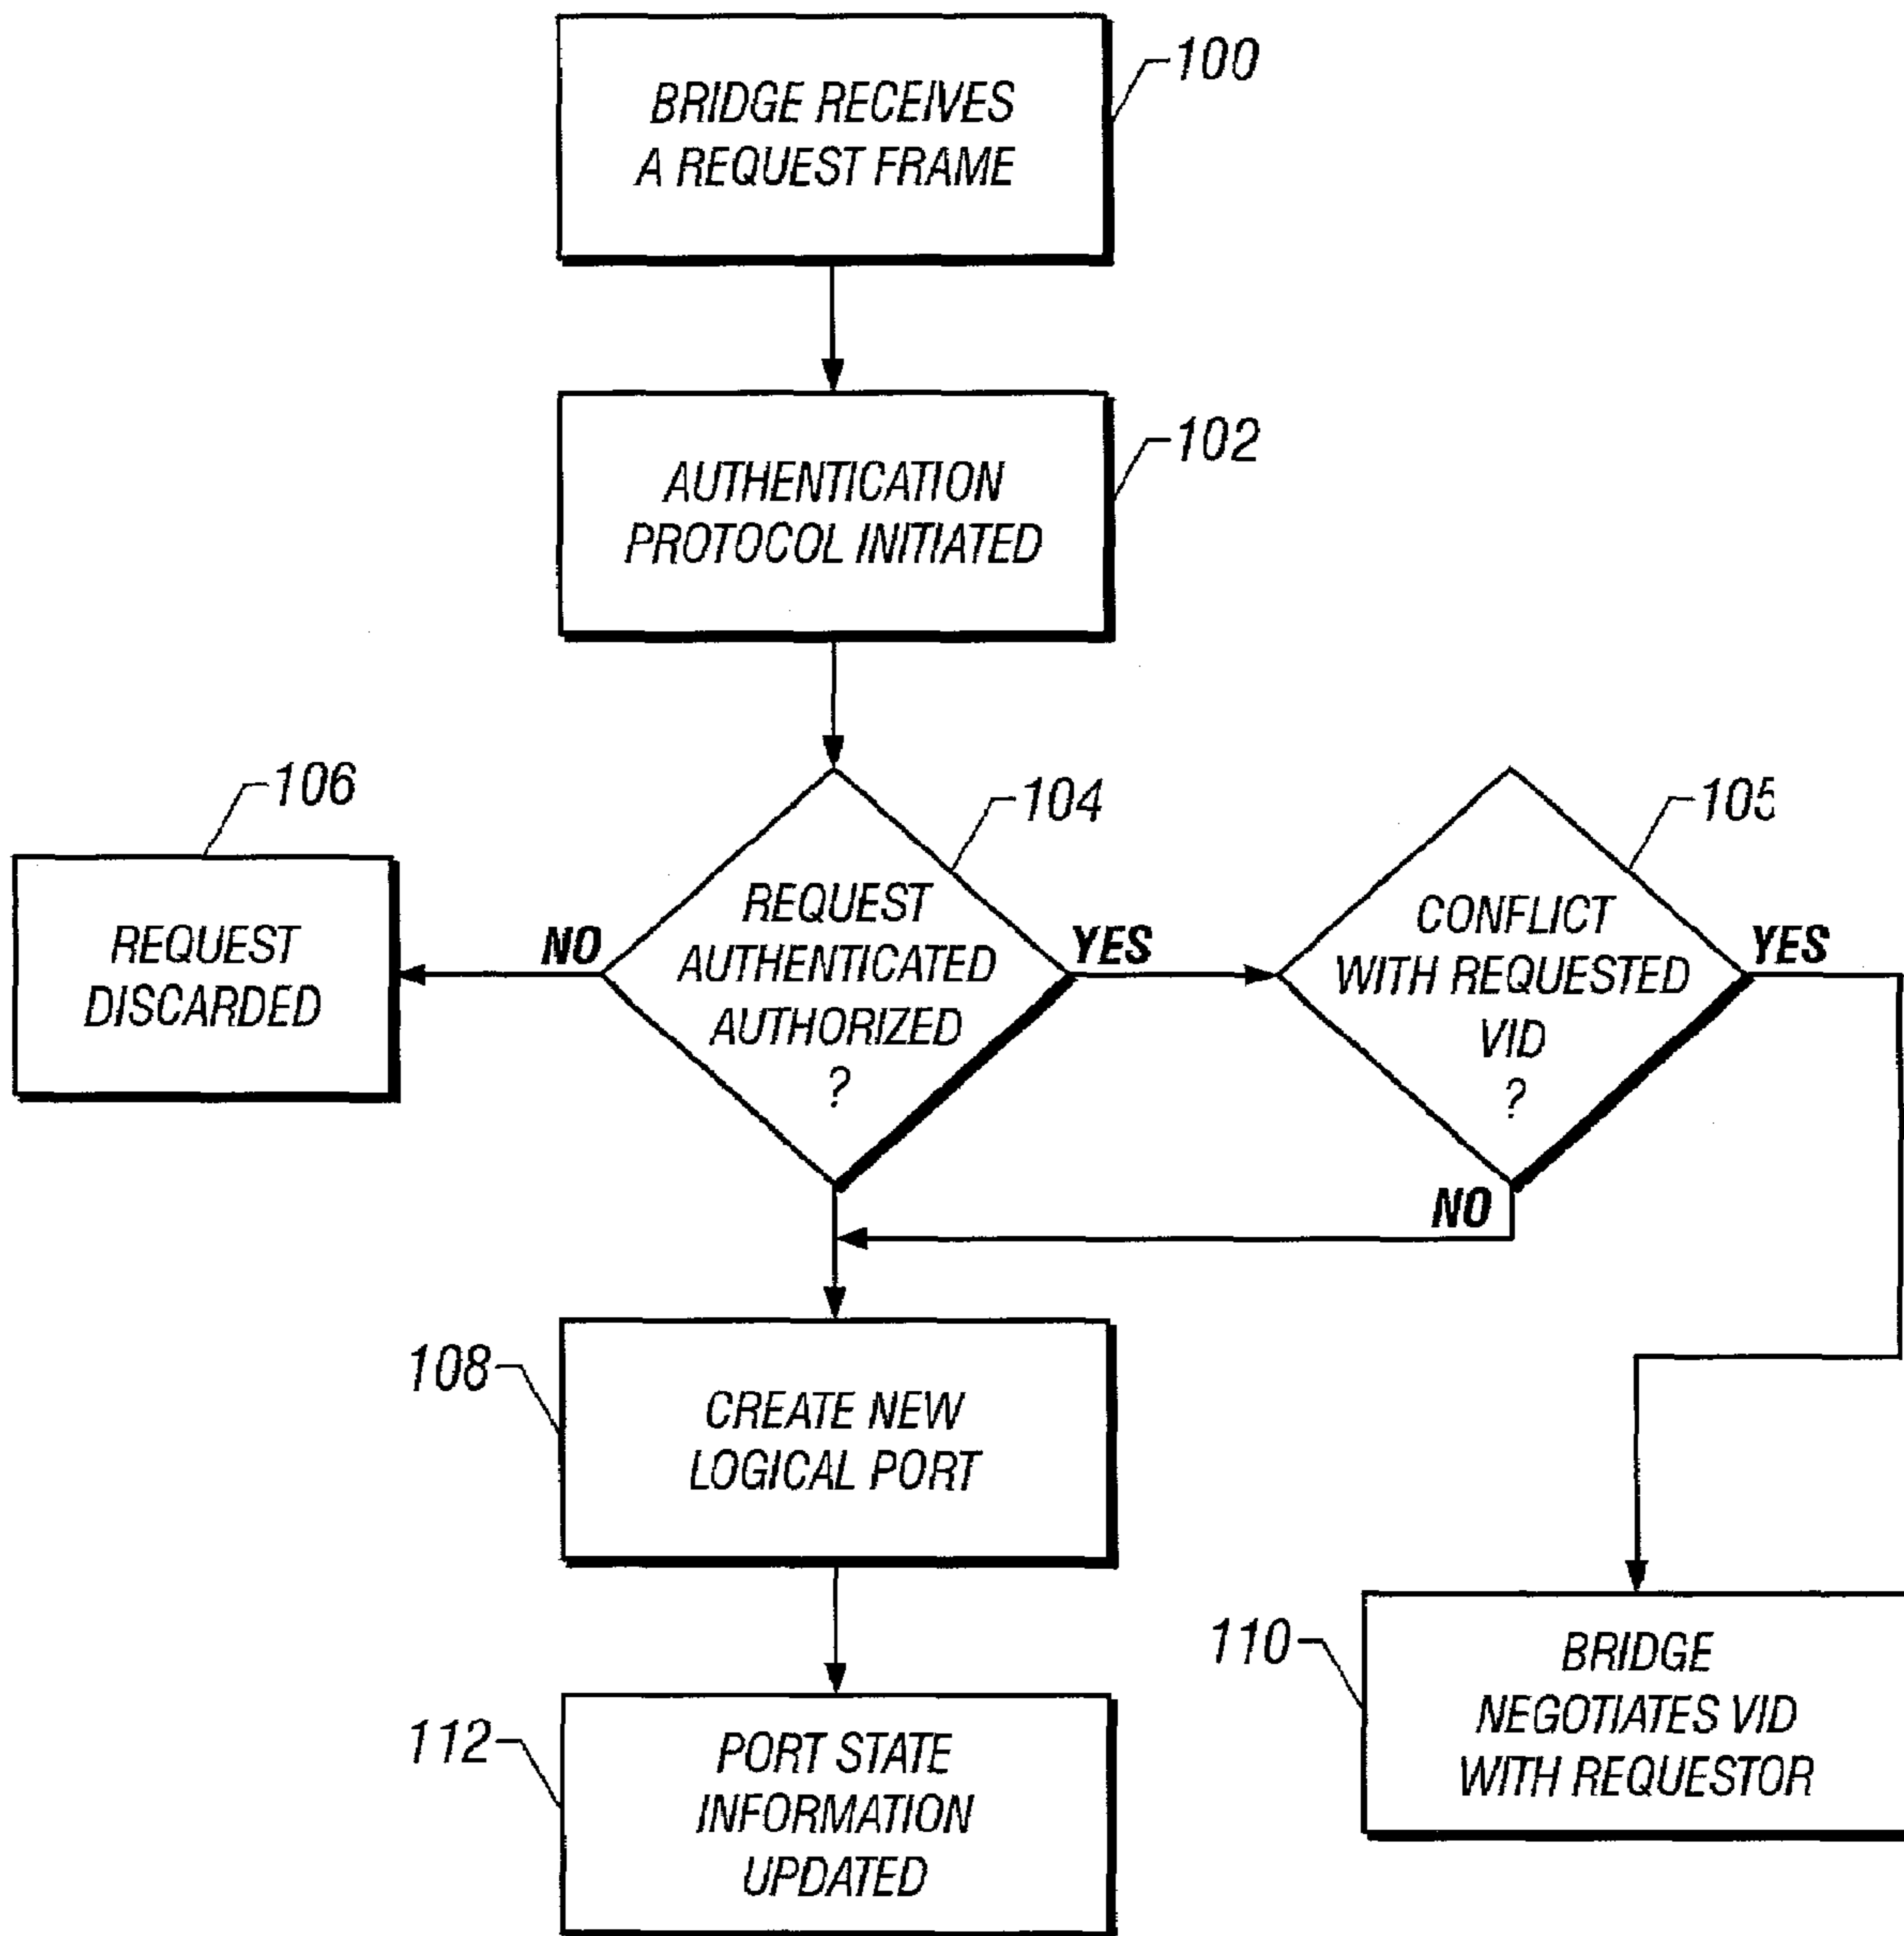 100
BRIDGE RECEIVES
A REQUEST FRAME
102
AUTHENTICATION
PROTOCOL INITIATED
106
REQUEST
DISCARDED
NO
104
REQUEST
AUTHENTICATED
AUTHORIZED
?
YES
105
CONFLICT
WITH REQUESTED
VID
?
YES
NO
108
CREATE NEW
LOGICAL PORT
110
BRIDGE
NEGOTIATES VID
WITH REQUESTOR
112
PORT STATE
INFORMATION
UPDATED